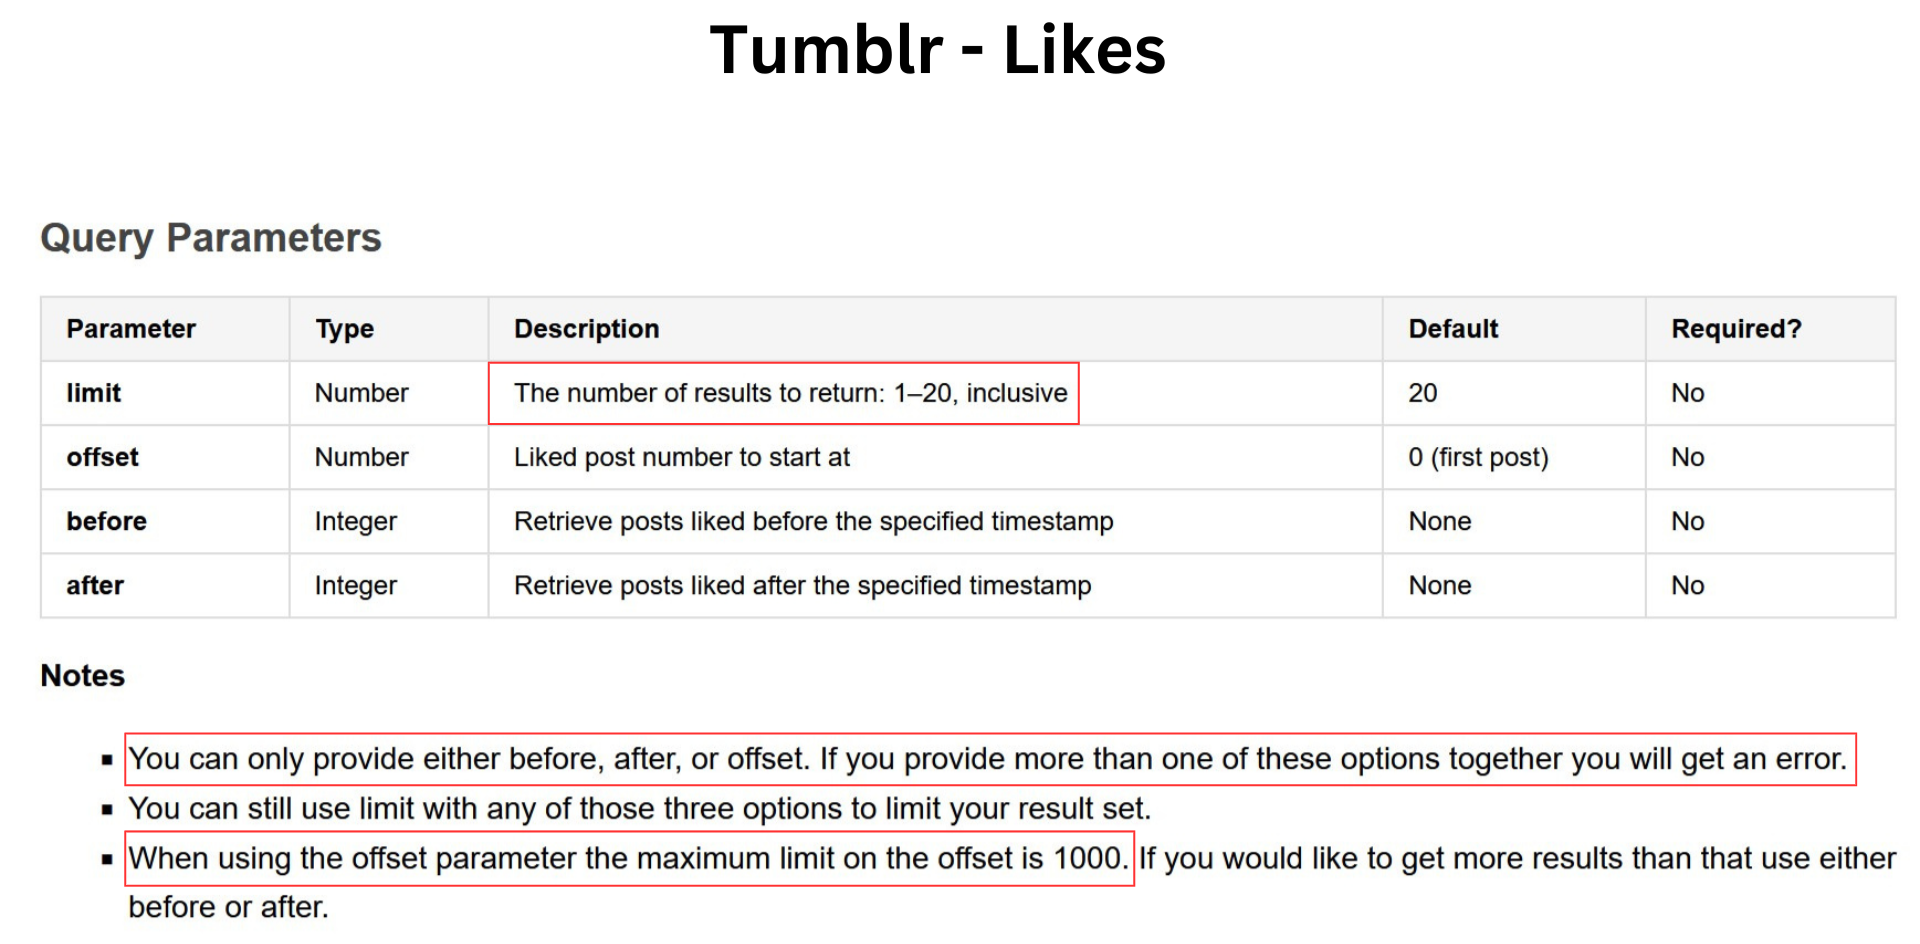 Tumblr - Likes
Query Parameters
Parameter Type Description Default Required?
limit Number The number of results to return: 1–20, inclusive 20 No
offset Number Liked post number to start at 0 (first post) No
before Integer Retrieve posts liked before the specified timestamp None No
after Integer Retrieve posts liked after the specified timestamp None No
Notes
▪ You can only provide either before, after, or offset. If you provide more than one of these options together you will get an error.
▪ You can still use limit with any of those three options to limit your result set.
▪ When using the offset parameter the maximum limit on the offset is 1000. If you would like to get more results than that use either
before or after.